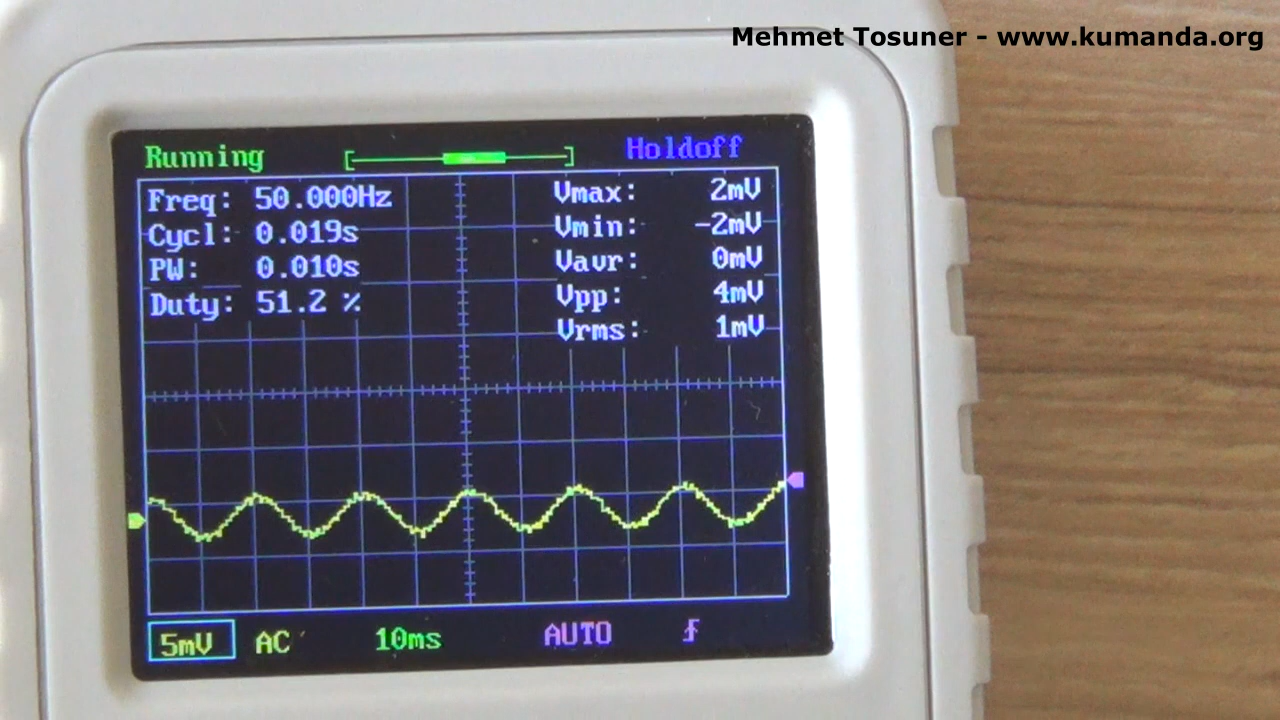 Mehmet Tosuner - www.kumanda.org
Running Holdoff
Freq: 50.000Hz Vmax: 2mV
Cycl: 0.019s Vmin: -2mV
PW: 0.010s Vavr: 0mV
Duty: 51.2 % Vpp: 4mV
Vrms: 1mV
5mV AC 10ms AUTO